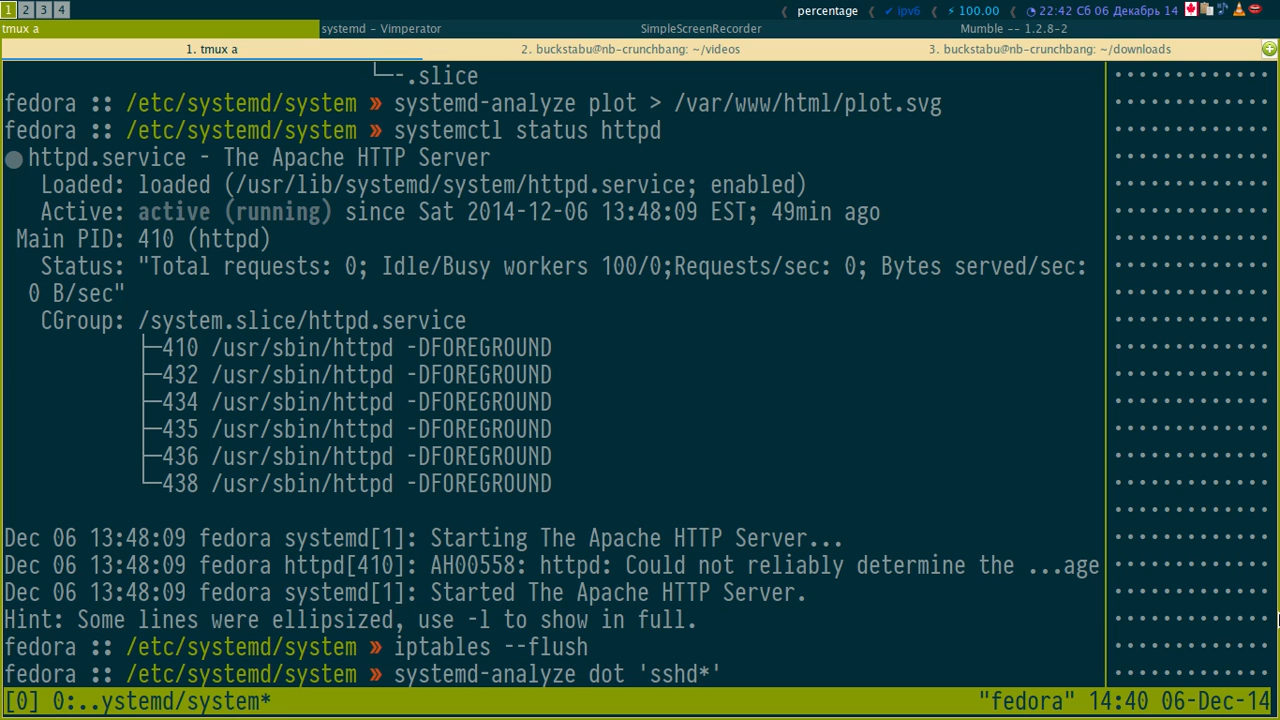 1 2 3 4 percentage ✔ ipv6 ⚡ 100.00 22:42 Сб 06 Декабрь 14
tmux a systemd - Vimperator SimpleScreenRecorder Mumble -- 1.2.8-2
1. tmux a 2. buckstabu@nb-crunchbang: ~/videos 3. buckstabu@nb-crunchbang: ~/downloads
└─-.slice
fedora :: /etc/systemd/system » systemd-analyze plot > /var/www/html/plot.svg
fedora :: /etc/systemd/system » systemctl status httpd
● httpd.service - The Apache HTTP Server
Loaded: loaded (/usr/lib/systemd/system/httpd.service; enabled)
Active: active (running) since Sat 2014-12-06 13:48:09 EST; 49min ago
Main PID: 410 (httpd)
Status: "Total requests: 0; Idle/Busy workers 100/0;Requests/sec: 0; Bytes served/sec:
0 B/sec"
CGroup: /system.slice/httpd.service
├─410 /usr/sbin/httpd -DFOREGROUND
├─432 /usr/sbin/httpd -DFOREGROUND
├─434 /usr/sbin/httpd -DFOREGROUND
├─435 /usr/sbin/httpd -DFOREGROUND
├─436 /usr/sbin/httpd -DFOREGROUND
└─438 /usr/sbin/httpd -DFOREGROUND
Dec 06 13:48:09 fedora systemd[1]: Starting The Apache HTTP Server...
Dec 06 13:48:09 fedora httpd[410]: AH00558: httpd: Could not reliably determine the ...age
Dec 06 13:48:09 fedora systemd[1]: Started The Apache HTTP Server.
Hint: Some lines were ellipsized, use -l to show in full.
fedora :: /etc/systemd/system » iptables --flush
fedora :: /etc/systemd/system » systemd-analyze dot 'sshd*'
[0] 0:..ystemd/system* "fedora" 14:40 06-Dec-14